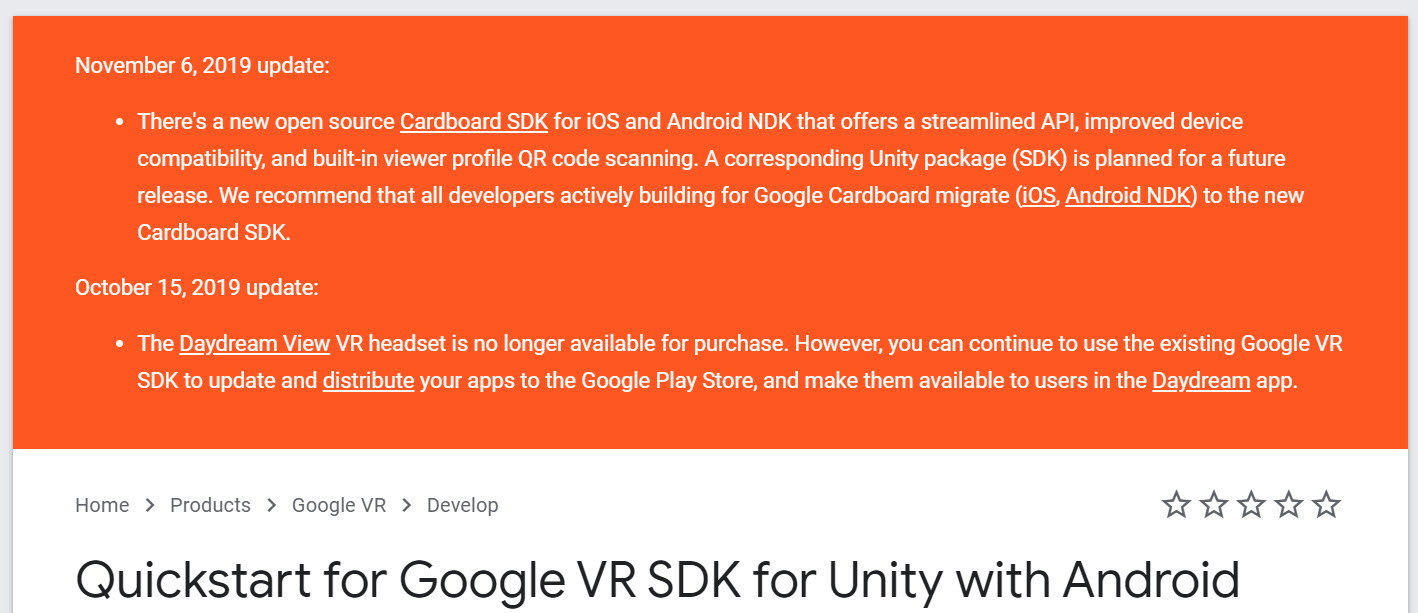 November 6, 2019 update:
• There's a new open source Cardboard SDK for iOS and Android NDK that offers a streamlined API, improved device
compatibility, and built-in viewer profile QR code scanning. A corresponding Unity package (SDK) is planned for a future
release. We recommend that all developers actively building for Google Cardboard migrate (iOS, Android NDK) to the new
Cardboard SDK.
October 15, 2019 update:
• The Daydream View VR headset is no longer available for purchase. However, you can continue to use the existing Google VR
SDK to update and distribute your apps to the Google Play Store, and make them available to users in the Daydream app.
Home > Products > Google VR > Develop
Quickstart for Google VR SDK for Unity with Android